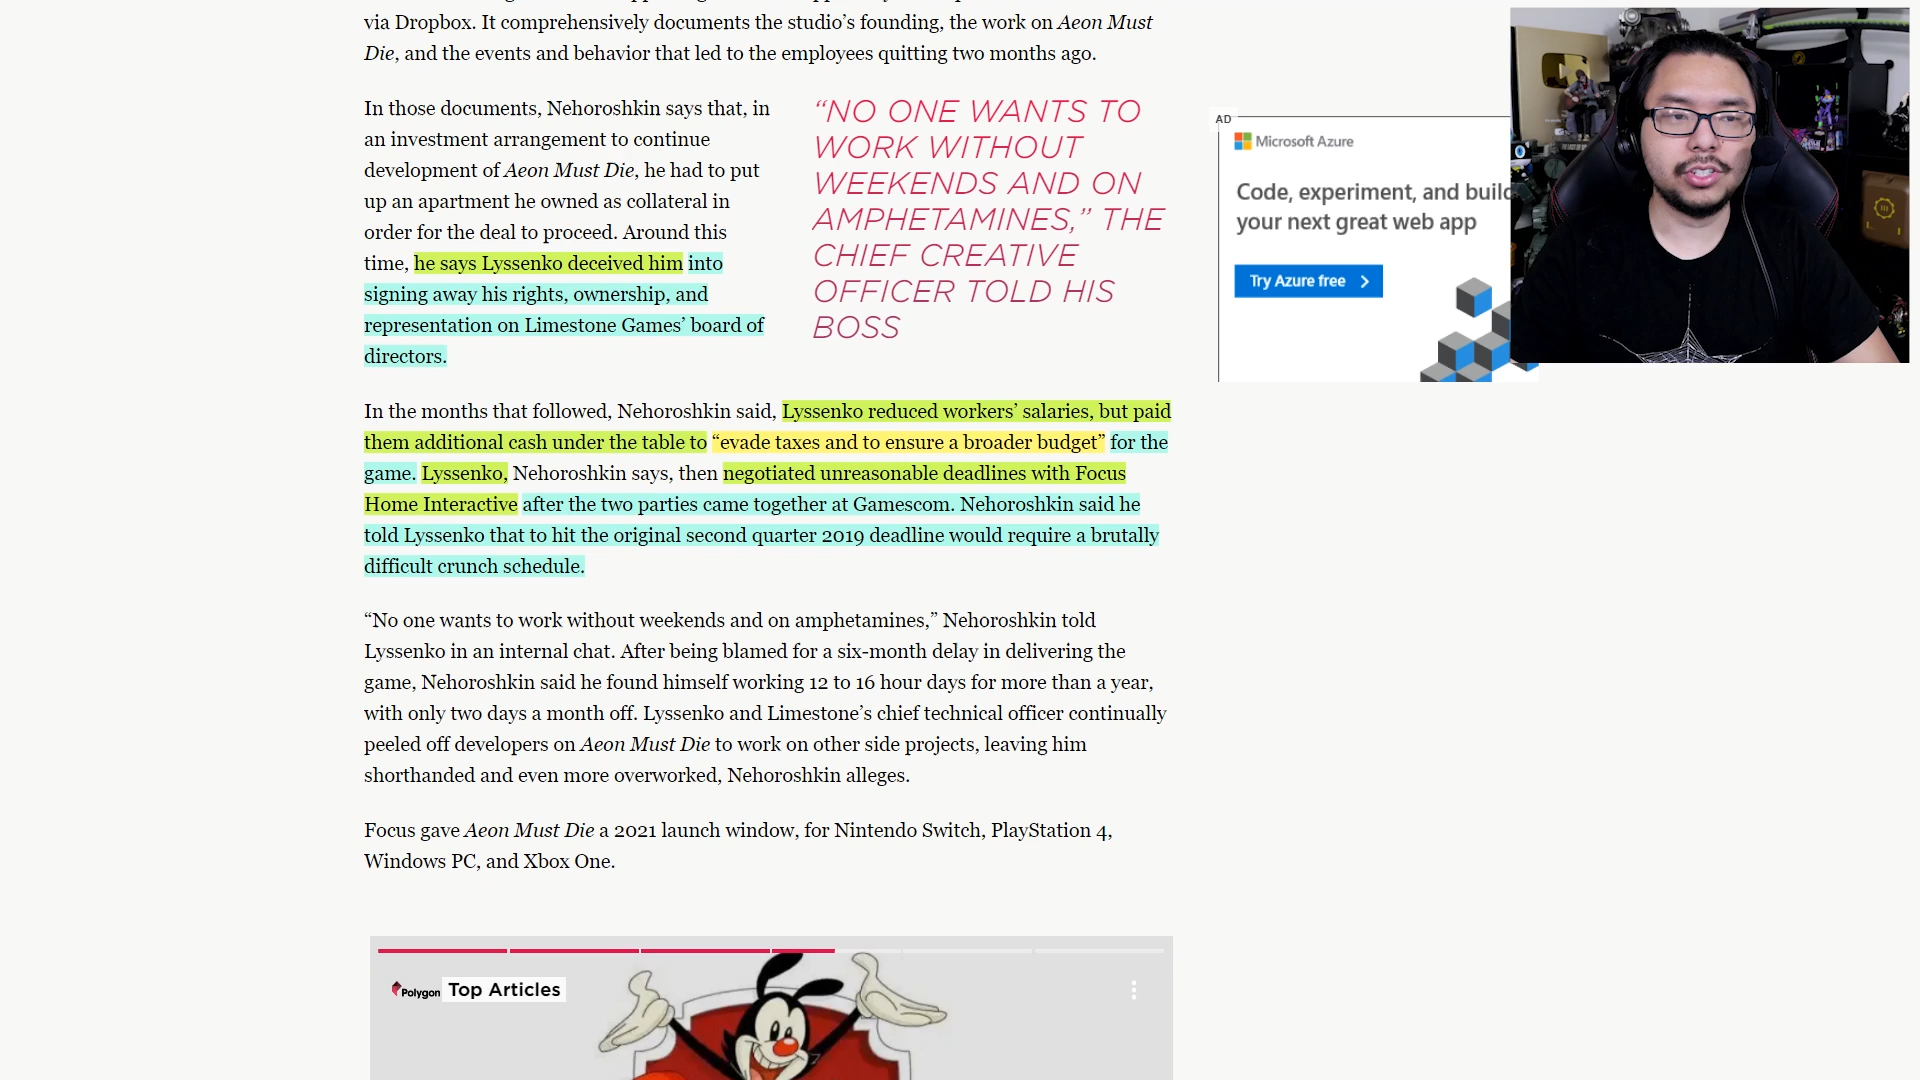 via Dropbox. It comprehensively documents the studio’s founding, the work on Aeon Must
Die, and the events and behavior that led to the employees quitting two months ago.
In those documents, Nehoroshkin says that, in
an investment arrangement to continue
development of Aeon Must Die, he had to put
up an apartment he owned as collateral in
order for the deal to proceed. Around this
time, he says Lyssenko deceived him into
signing away his rights, ownership, and
representation on Limestone Games’ board of
directors.
“NO ONE WANTS TO
WORK WITHOUT
WEEKENDS AND ON
AMPHETAMINES,” THE
CHIEF CREATIVE
OFFICER TOLD HIS
BOSS
AD
Microsoft Azure
Code, experiment, and build
your next great web app
Try Azure free
In the months that followed, Nehoroshkin said, Lyssenko reduced workers’ salaries, but paid
them additional cash under the table to “evade taxes and to ensure a broader budget” for the
game. Lyssenko, Nehoroshkin says, then negotiated unreasonable deadlines with Focus
Home Interactive after the two parties came together at Gamescom. Nehoroshkin said he
told Lyssenko that to hit the original second quarter 2019 deadline would require a brutally
difficult crunch schedule.
“No one wants to work without weekends and on amphetamines,” Nehoroshkin told
Lyssenko in an internal chat. After being blamed for a six-month delay in delivering the
game, Nehoroshkin said he found himself working 12 to 16 hour days for more than a year,
with only two days a month off. Lyssenko and Limestone’s chief technical officer continually
peeled off developers on Aeon Must Die to work on other side projects, leaving him
shorthanded and even more overworked, Nehoroshkin alleges.
Focus gave Aeon Must Die a 2021 launch window, for Nintendo Switch, PlayStation 4,
Windows PC, and Xbox One.
Polygon Top Articles